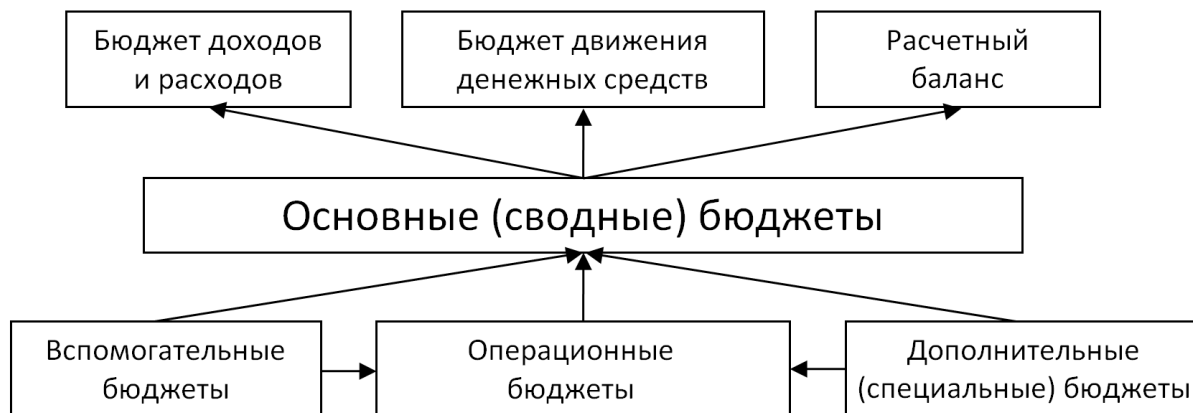 Бюджет доходов
и расходов
Бюджет движения
денежных средств
Расчетный
баланс
Основные (сводные) бюджеты
Вспомогательные
бюджеты
Операционные
бюджеты
Дополнительные
(специальные) бюджеты